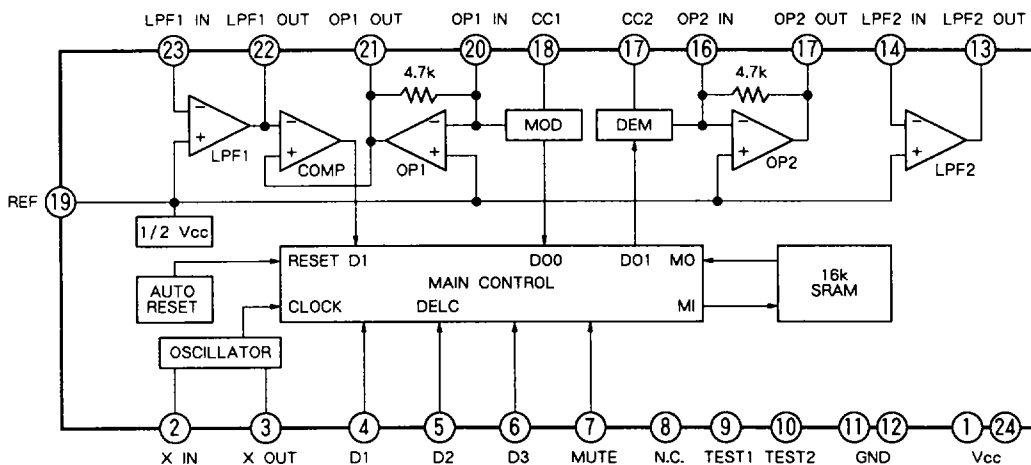 LPF1 IN LPF1 OUT OP1 OUT OP1 IN CC1 CC2 OP2 IN OP2 OUT LPF2 IN LPF2 OUT
23 22 21 20 18 17 16 17 14 13
4.7k 4.7k
− − − MOD DEM − −
+ + + + +
LPF1 COMP OP1 OP2 LPF2
REF 19
1/2 Vcc
RESET D1 DO0 DO1 MO
MAIN CONTROL
AUTO RESET
16k SRAM
CLOCK DELC MI
OSCILLATOR
2 3 4 5 6 7 8 9 10 11 12 1 24
X IN X OUT D1 D2 D3 MUTE N.C. TEST1 TEST2 GND Vcc